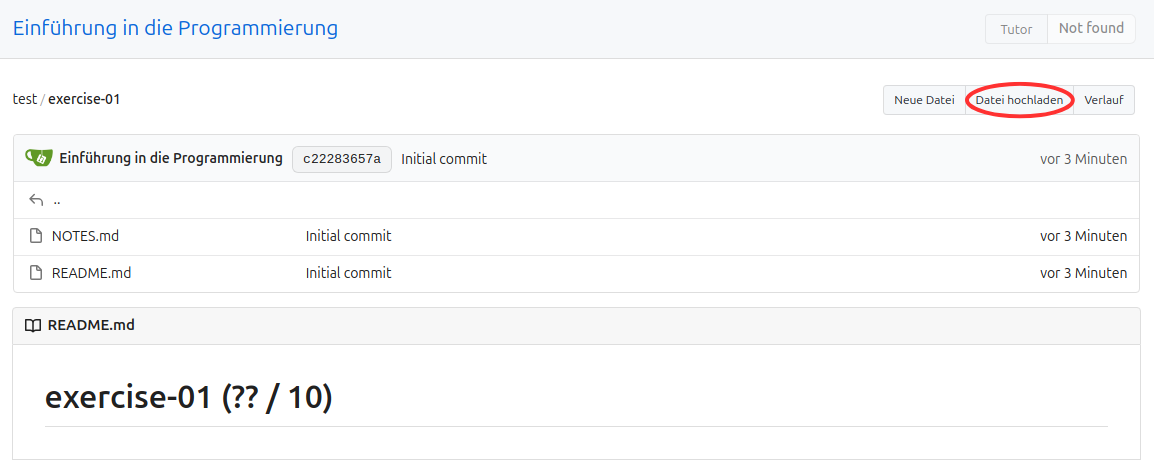 Einführung in die Programmierung Tutor Not found
test / exercise-01 Neue Datei Datei hochladen Verlauf
Einführung in die Programmierung c22283657a Initial commit vor 3 Minuten
..
NOTES.md Initial commit vor 3 Minuten
README.md Initial commit vor 3 Minuten
README.md
exercise-01 (?? / 10)